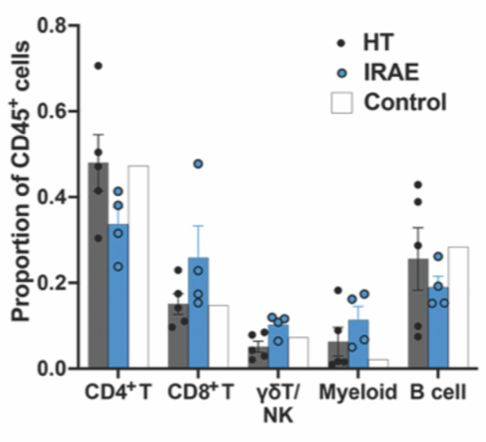 Proportion of CD45⁺ cells
0.8
0.6
0.4
0.2
0.0
HT
IRAE
Control
CD4⁺ T
CD8⁺ T
γδT/
NK
Myeloid
B cell